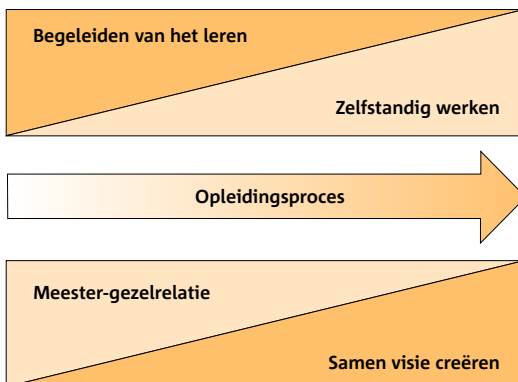 Begeleiden van het leren
Zelfstandig werken
Opleidingsproces
Meester-gezelrelatie
Samen visie creëren